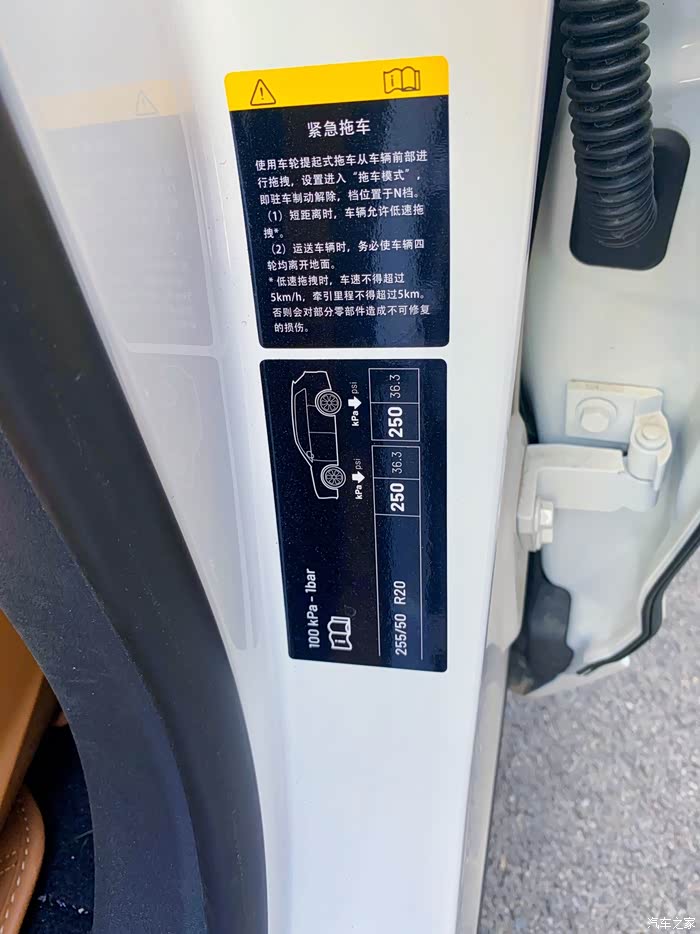 紧急拖车
使用车轮提起式拖车从车辆前部进
行拖拽，设置进入“拖车模式”，
即驻车制动解除，档位置于N档。
（1）短距离时，车辆允许低速拖
拽*。
（2）运送车辆时，务必使车辆四
轮均离开地面。
*低速拖拽时，车速不得超过
5km/h，牵引里程不得超过5km。
否则会对部分零部件造成不可修复
的损伤。
100 kPa - 1bar
kPa psi
kPa psi
255/50 R20
250 36.3
250 36.3
汽车之家